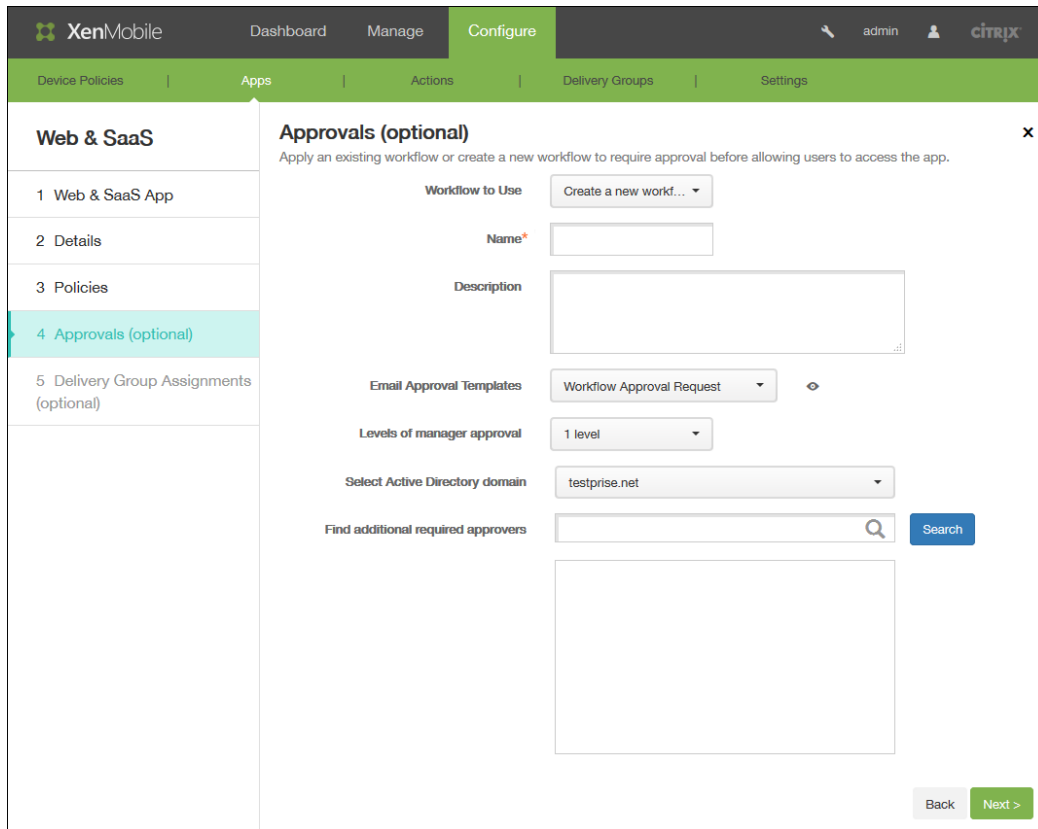 XenMobile Dashboard Manage Configure admin CİTRIX
Device Policies | Apps | Actions | Delivery Groups | Settings
Web & SaaS
1 Web & SaaS App
2 Details
3 Policies
4 Approvals (optional)
5 Delivery Group Assignments
(optional)
Approvals (optional) x
Apply an existing workflow or create a new workflow to require approval before allowing users to access the app.
Workflow to Use Create a new workf...
Name*
Description
Email Approval Templates Workflow Approval Request
Levels of manager approval 1 level
Select Active Directory domain testprise.net
Find additional required approvers Search
Back Next >